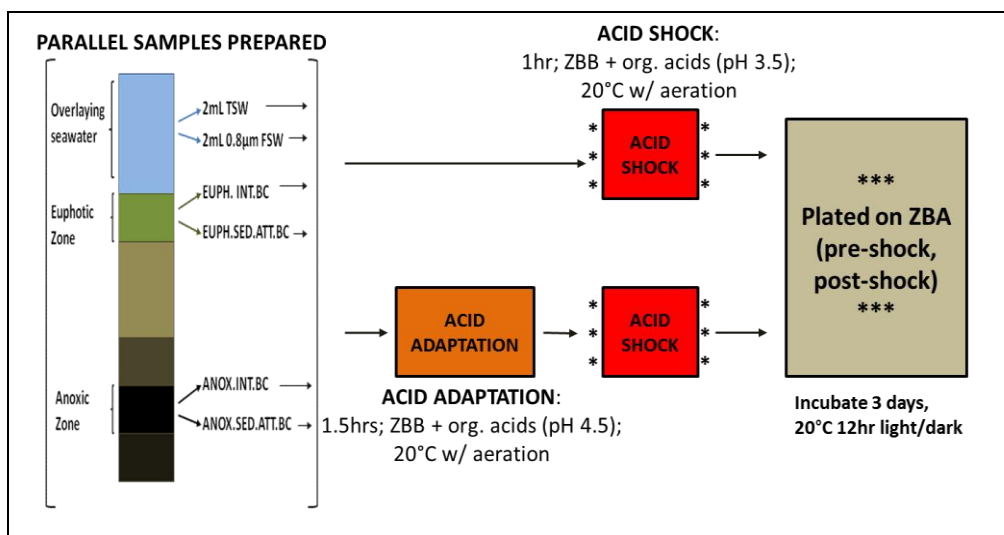 PARALLEL SAMPLES PREPARED
Overlaying
seawater
2mL TSW
2mL 0.8µm FSW
Euphotic
Zone
EUPH. INT.BC
EUPH.SED.ATT.BC
Anoxic
Zone
ANOX.INT.BC
ANOX.SED.ATT.BC
ACID SHOCK:
1hr; ZBB + org. acids (pH 3.5);
20°C w/ aeration
* ACID *
* SHOCK *
* *
ACID
ADAPTATION
ACID ADAPTATION:
1.5hrs; ZBB + org. acids (pH 4.5);
20°C w/ aeration
* ACID *
* SHOCK *
* *
***
Plated on ZBA
(pre-shock,
post-shock)
***
Incubate 3 days,
20°C 12hr light/dark